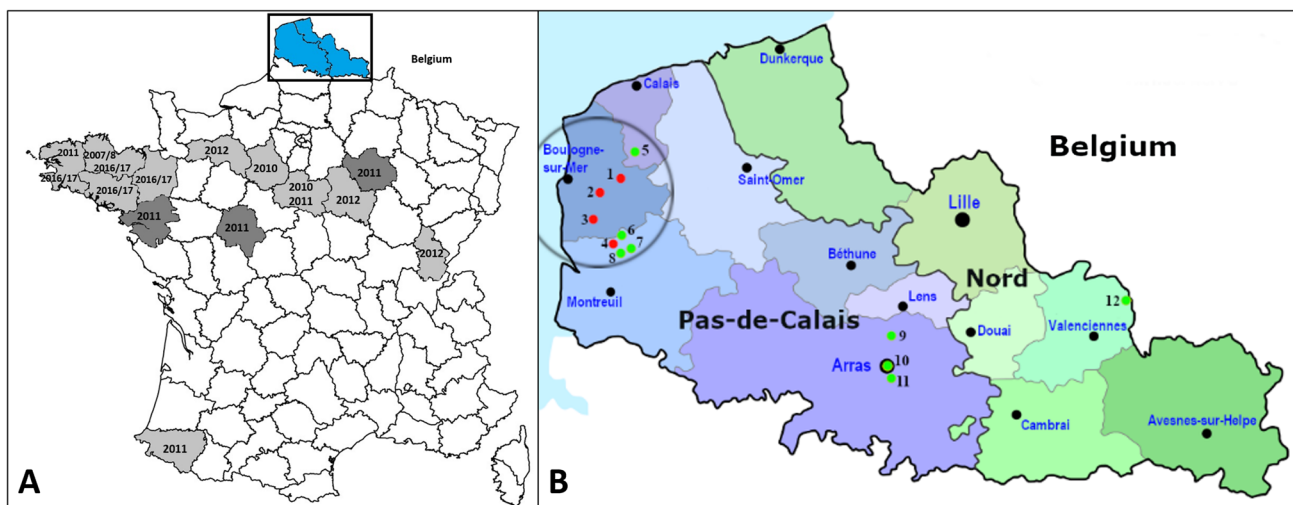 Belgium
2011
2007/8
2016/17
2016/17
2016/17
2016/17
2012
2010
2010
2011
2011
2012
2011
2011
2012
2011
A
Dunkerque
Calais
Belgium
5
Boulogne-
sur-Mer
1
Saint-Omer
2
Lille
3
6
4
7
8
Béthune
Nord
Montreuil
Lens
12
Pas-de-Calais
Douai
Valenciennes
9
Arras
10
11
Cambrai
Avesnes-sur-Helpe
B